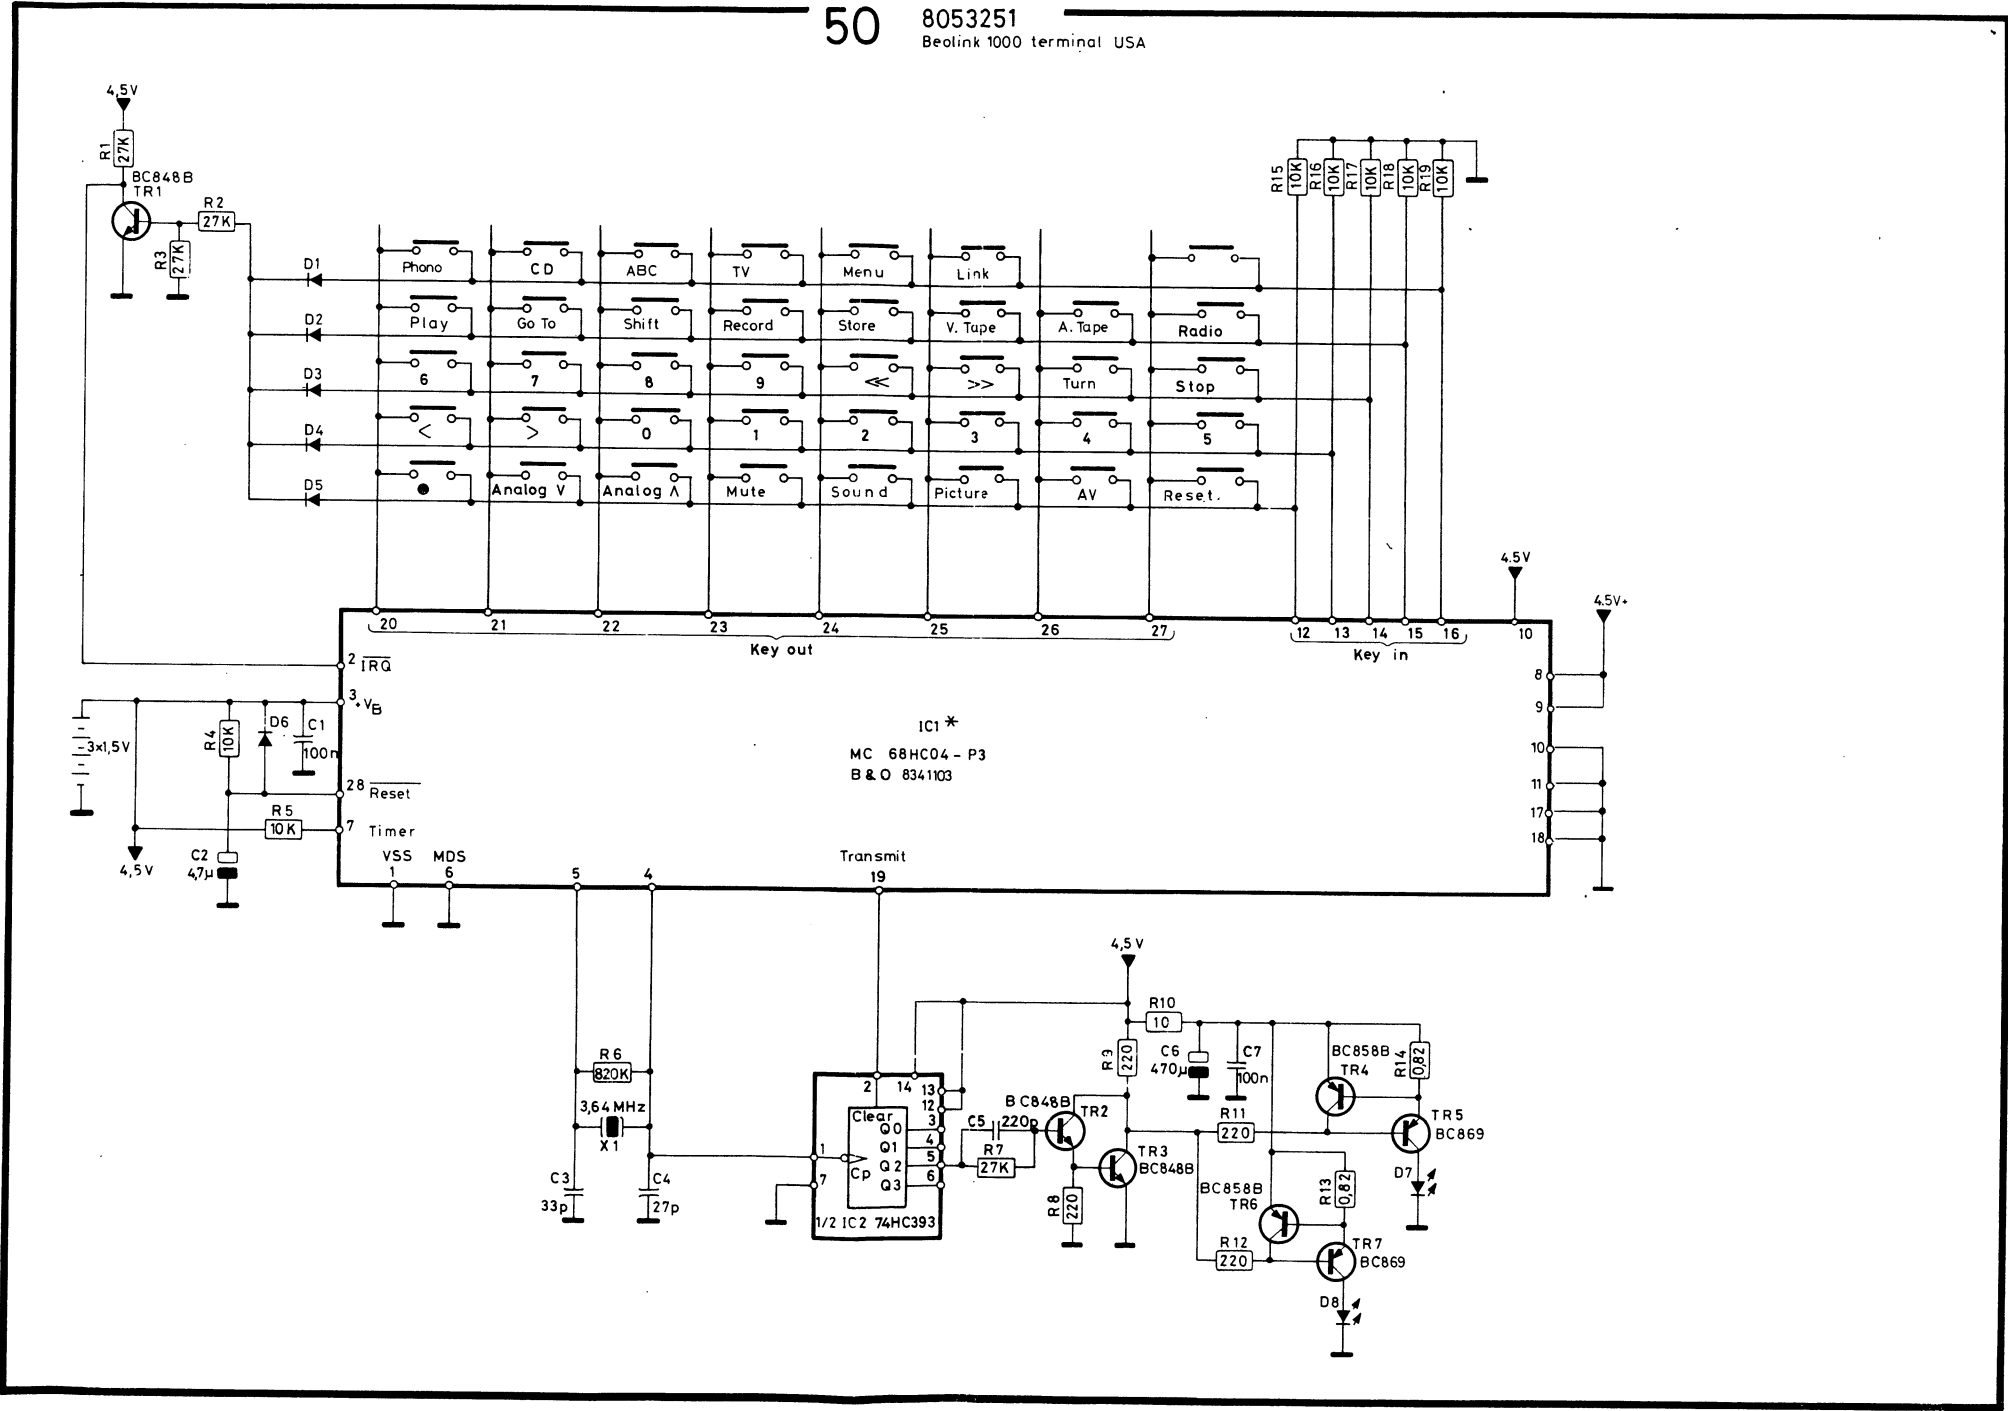 50
8053251
Beolink 1000 terminal USA
4,5V
R1
27K
BC848B
TR1
R2
27K
R3
27K
R15
10K
R16
10K
R17
10K
R18
10K
R19
10K
D1
Phono
CD
ABC
TV
Menu
Link
D2
Play
Go To
Shift
Record
Store
V. Tape
A. Tape
Radio
D3
6
7
8
9
<<
>>
Turn
Stop
D4
<
>
0
1
2
3
4
5
D5
●
Analog V
Analog Λ
Mute
Sound
Picture
AV
Reset.
4.5V
4.5V+
20
21
22
23
24
25
26
27
Key out
12
13
14
15
16
10
Key in
2 IRQ
3
+VB
3x1,5V
R4
10K
D6
C1
100n
28 Reset
R5
10K
7 Timer
4,5V
C2
4,7µ
VSS
1
MDS
6
5
4
Transmit
19
IC1*
MC 68HC04-P3
B&O 8341103
8
9
10
11
17
18
R6
820K
3,64MHz
X1
C3
33p
C4
27p
2
14
13
12
Clear
Q0
3
Q1
4
Q2
5
Q3
6
1
Cp
7
1/2 IC2 74HC393
C5
220p
R7
27K
BC848B
TR2
R8
220
TR3
BC848B
4,5V
R9
220
R10
10
C6
470µ
C7
100n
BC858B
TR4
R14
0,82
R11
220
TR5
BC869
D7
BC858B
TR6
R13
0,82
R12
220
TR7
BC869
D8